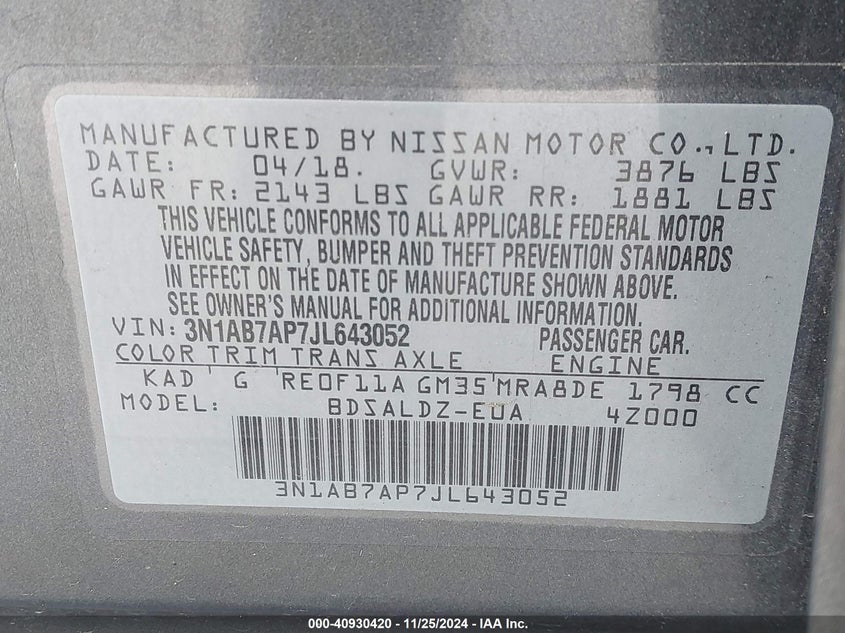 MANUFACTURED BY NISSAN MOTOR CO., LTD.
DATE: 04/18. GVWR: 3876 LBS
GAWR FR: 2143 LBS GAWR RR: 1881 LBS
THIS VEHICLE CONFORMS TO ALL APPLICABLE FEDERAL MOTOR
VEHICLE SAFETY, BUMPER AND THEFT PREVENTION STANDARDS
IN EFFECT ON THE DATE OF MANUFACTURE SHOWN ABOVE.
SEE OWNER'S MANUAL FOR ADDITIONAL INFORMATION.
VIN: 3N1AB7AP7JL643052 PASSENGER CAR.
COLOR TRIM TRANS AXLE ENGINE
KAD G RE0F11A GM35 MRA8DE 1798 CC
MODEL: BDSALDZ-EUA 4Z000
3N1AB7AP7JL643052
000-40930420 - 11/25/2024 - IAA Inc.